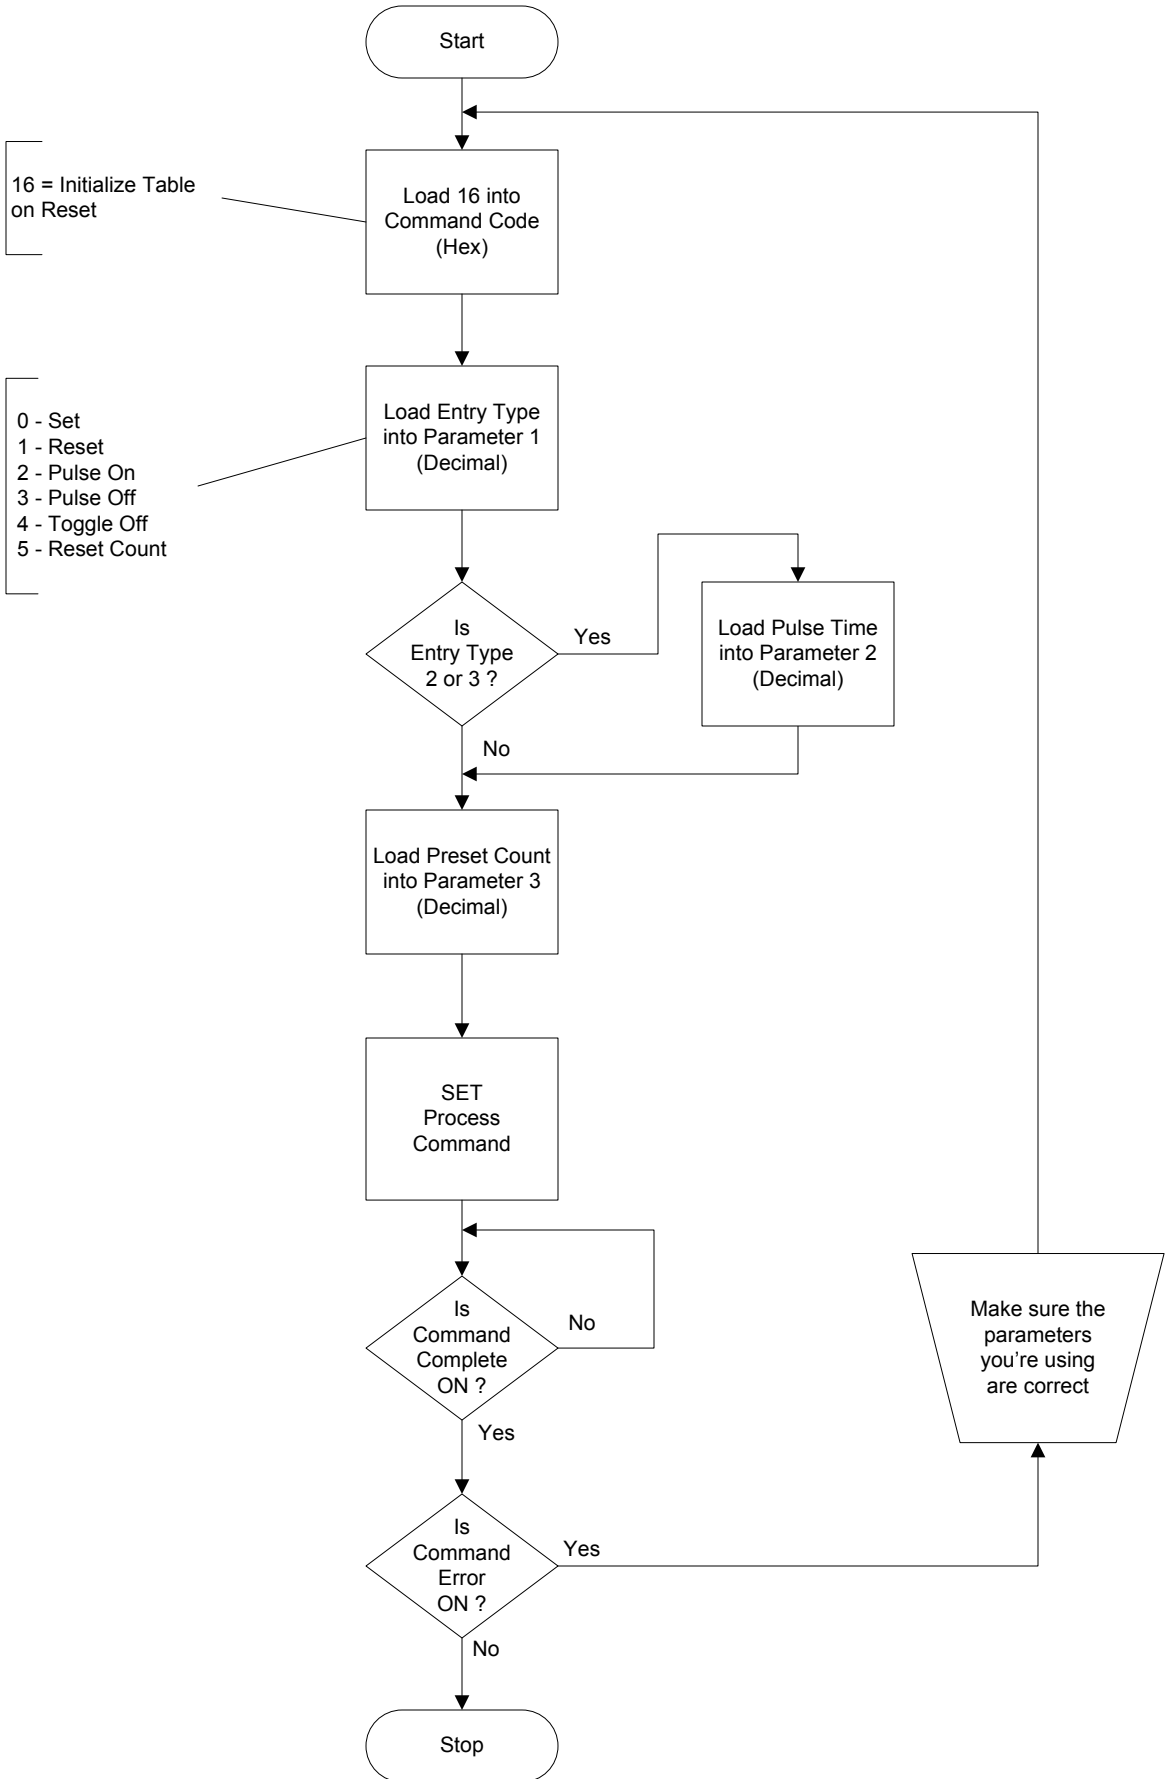 Start
16 = Initialize Table
on Reset
Load 16 into
Command Code
(Hex)
0 - Set
1 - Reset
2 - Pulse On
3 - Pulse Off
4 - Toggle Off
5 - Reset Count
Load Entry Type
into Parameter 1
(Decimal)
Is
Entry Type
2 or 3 ?
Yes
Load Pulse Time
into Parameter 2
(Decimal)
No
Load Preset Count
into Parameter 3
(Decimal)
SET
Process
Command
Is
Command
Complete
ON ?
No
Yes
Make sure the
parameters
you’re using
are correct
Is
Command
Error
ON ?
Yes
No
Stop